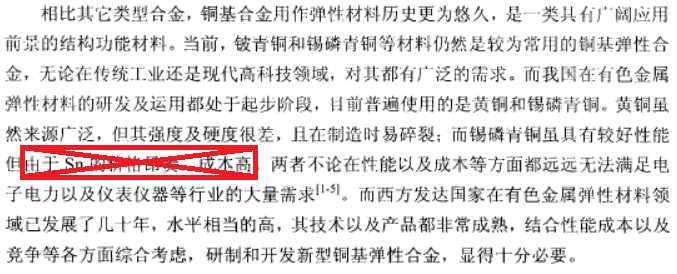 相比其它类型合金，铜基合金用作弹性材料历史更为悠久，是一类具有广阔应用
前景的结构功能材料。当前，铍青铜和锡磷青铜等材料仍然是较为常用的铜基弹性合
金，无论在传统工业还是现代高科技领域，对其都有广泛的需求。而我国在有色金属
弹性材料的研发及运用都处于起步阶段，目前普遍使用的是黄铜和锡磷青铜。黄铜虽
然来源广泛，但其强度及硬度很差，且在制造时易碎裂；而锡磷青铜虽具有较好性能
但由于 Sn 的价格昂贵、成本高，两者不论在性能以及成本等方面都远远无法满足电
子电力以及仪表仪器等行业的大量需求[1-5]。而西方发达国家在有色金属弹性材料领
域已发展了几十年，水平相当的高，其技术以及产品都非常成熟，结合性能成本以及
竞争等各方面综合考虑，研制和开发新型铜基弹性合金，显得十分必要。